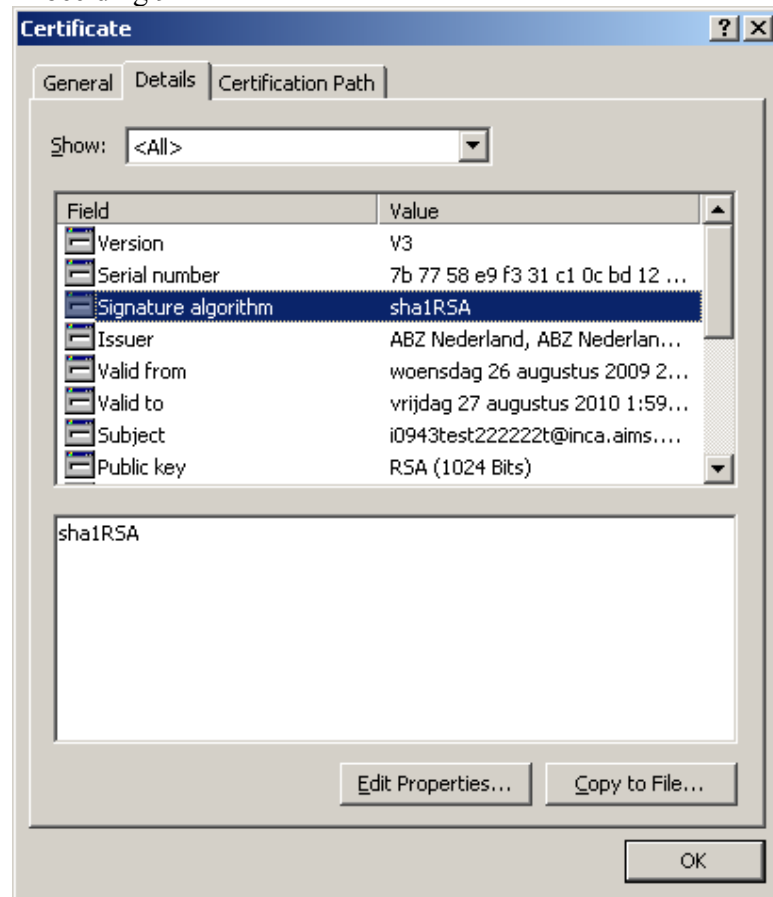 Certificate
General Details Certification Path
Show: <All>
Field Value
Version V3
Serial number 7b 77 58 e9 f3 31 c1 0c bd 12 ...
Signature algorithm sha1RSA
Issuer ABZ Nederland, ABZ Nederlan...
Valid from woensdag 26 augustus 2009 2...
Valid to vrijdag 27 augustus 2010 1:59...
Subject i0943test222222t@inca.aims....
Public key RSA (1024 Bits)
sha1RSA
Edit Properties... Copy to File...
OK